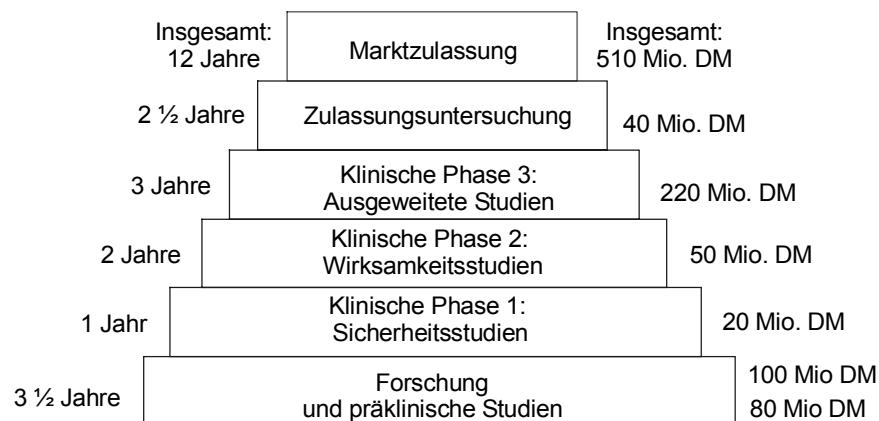 Insgesamt:
12 Jahre
Marktzulassung
Insgesamt:
510 Mio. DM
2 ½ Jahre
Zulassungsuntersuchung
40 Mio. DM
3 Jahre
Klinische Phase 3:
Ausgeweitete Studien
220 Mio. DM
2 Jahre
Klinische Phase 2:
Wirksamkeitsstudien
50 Mio. DM
1 Jahr
Klinische Phase 1:
Sicherheitsstudien
20 Mio. DM
3 ½ Jahre
Forschung
und präklinische Studien
100 Mio DM
80 Mio DM